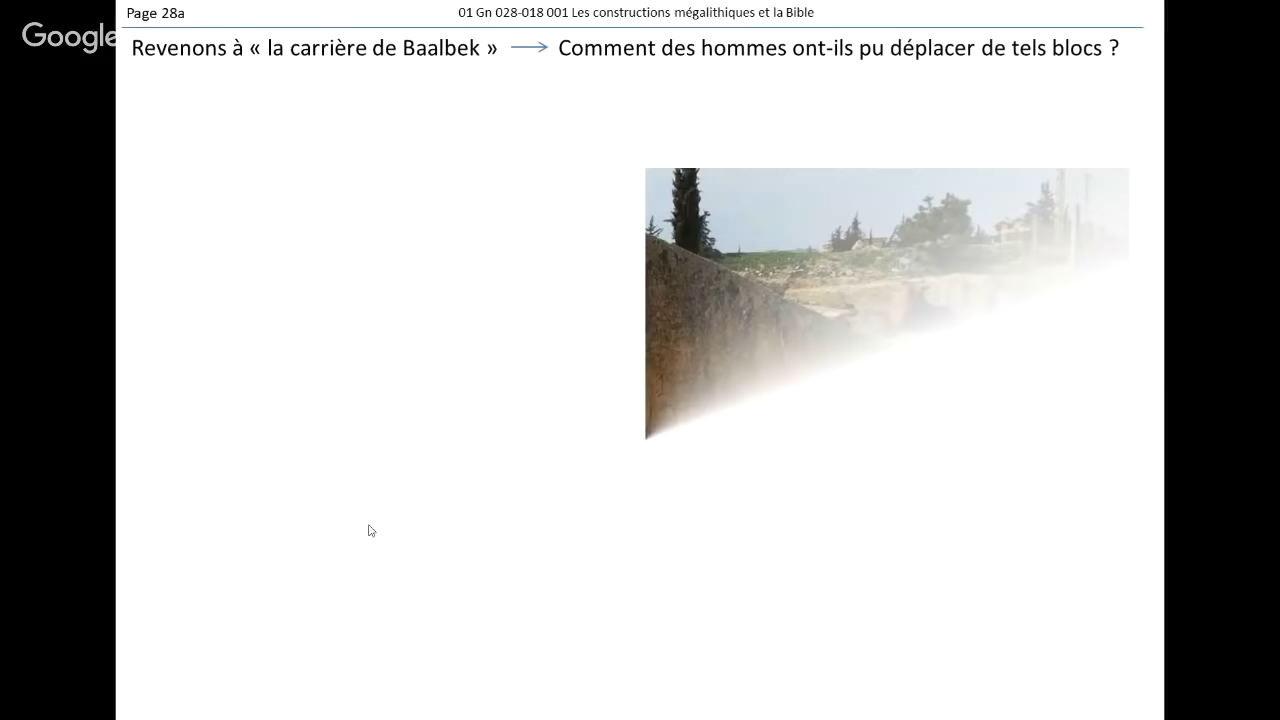 Page 28a
01 Gn 028-018 001 Les constructions mégalithiques et la Bible
Google
Revenons à « la carrière de Baalbek » → Comment des hommes ont-ils pu déplacer de tels blocs ?